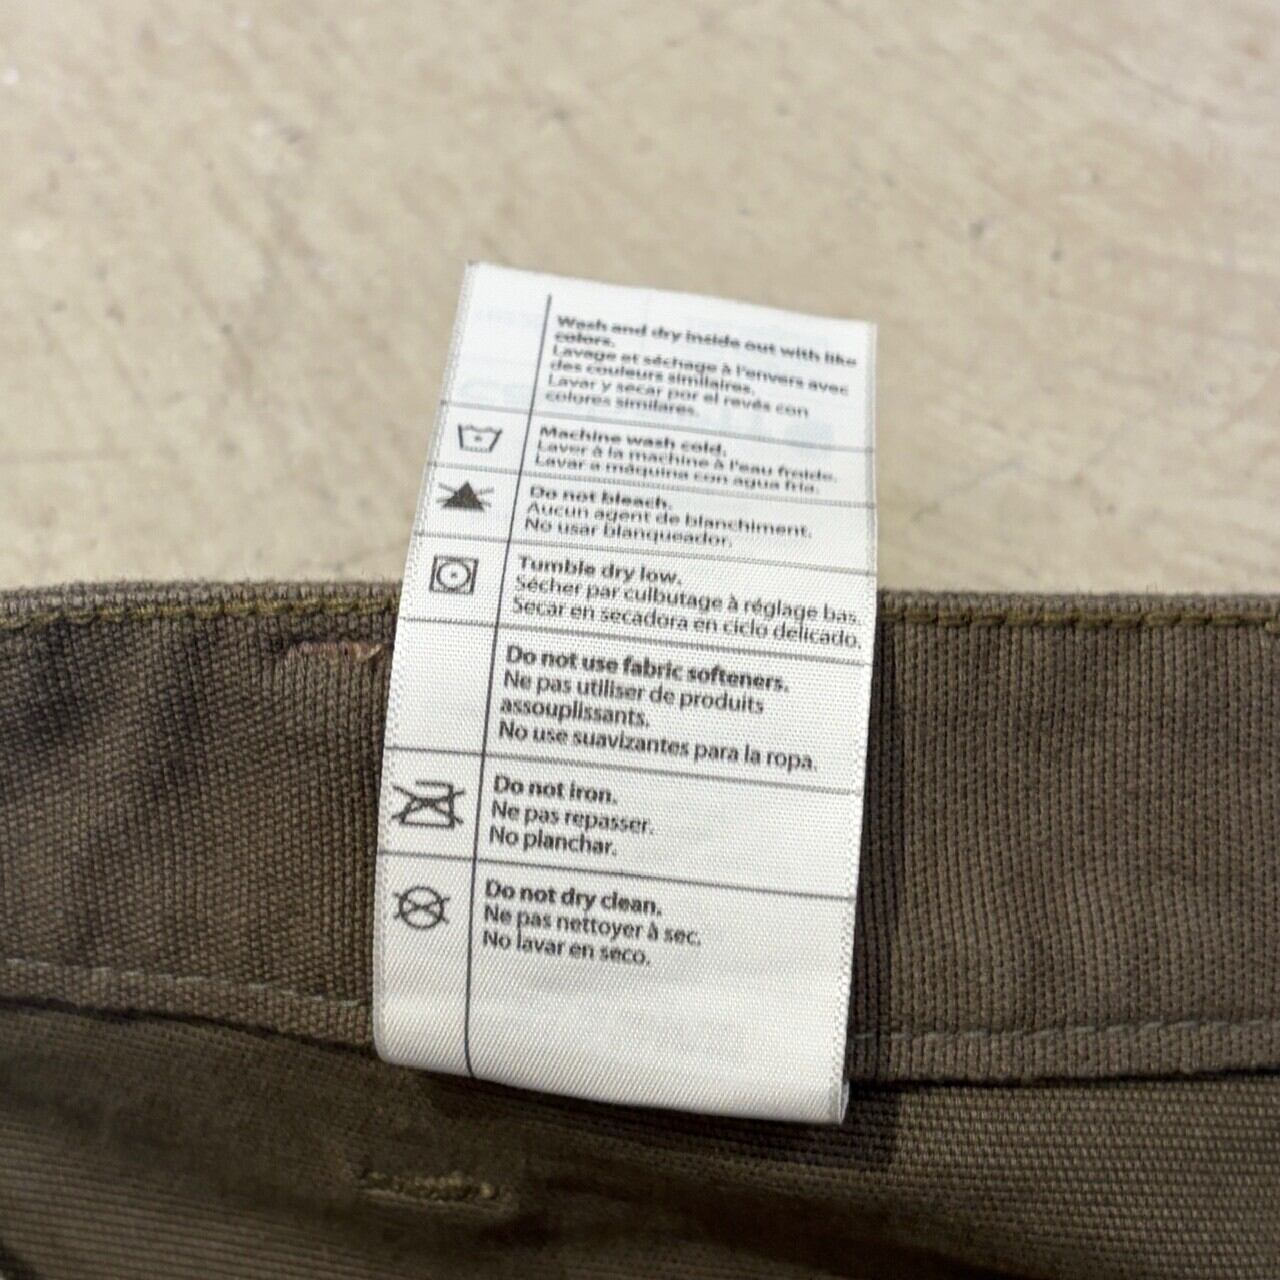 Wash and dry inside out with like
colors.
Lavage et séchage à l'envers avec
des couleurs similaires.
Lavar y secar por el revés con
colores similares.
Machine wash cold.
Laver à la machine à l'eau froide.
Lavar a máquina con agua fría.
Do not bleach.
Aucun agent de blanchiment.
No usar blanqueador.
Tumble dry low.
Sécher par culbutage à réglage bas.
Secar en secadora en ciclo delicado.
Do not use fabric softeners.
Ne pas utiliser de produits
assouplissants.
No use suavizantes para la ropa.
Do not iron.
Ne pas repasser.
No planchar.
Do not dry clean.
Ne pas nettoyer à sec.
No lavar en seco.